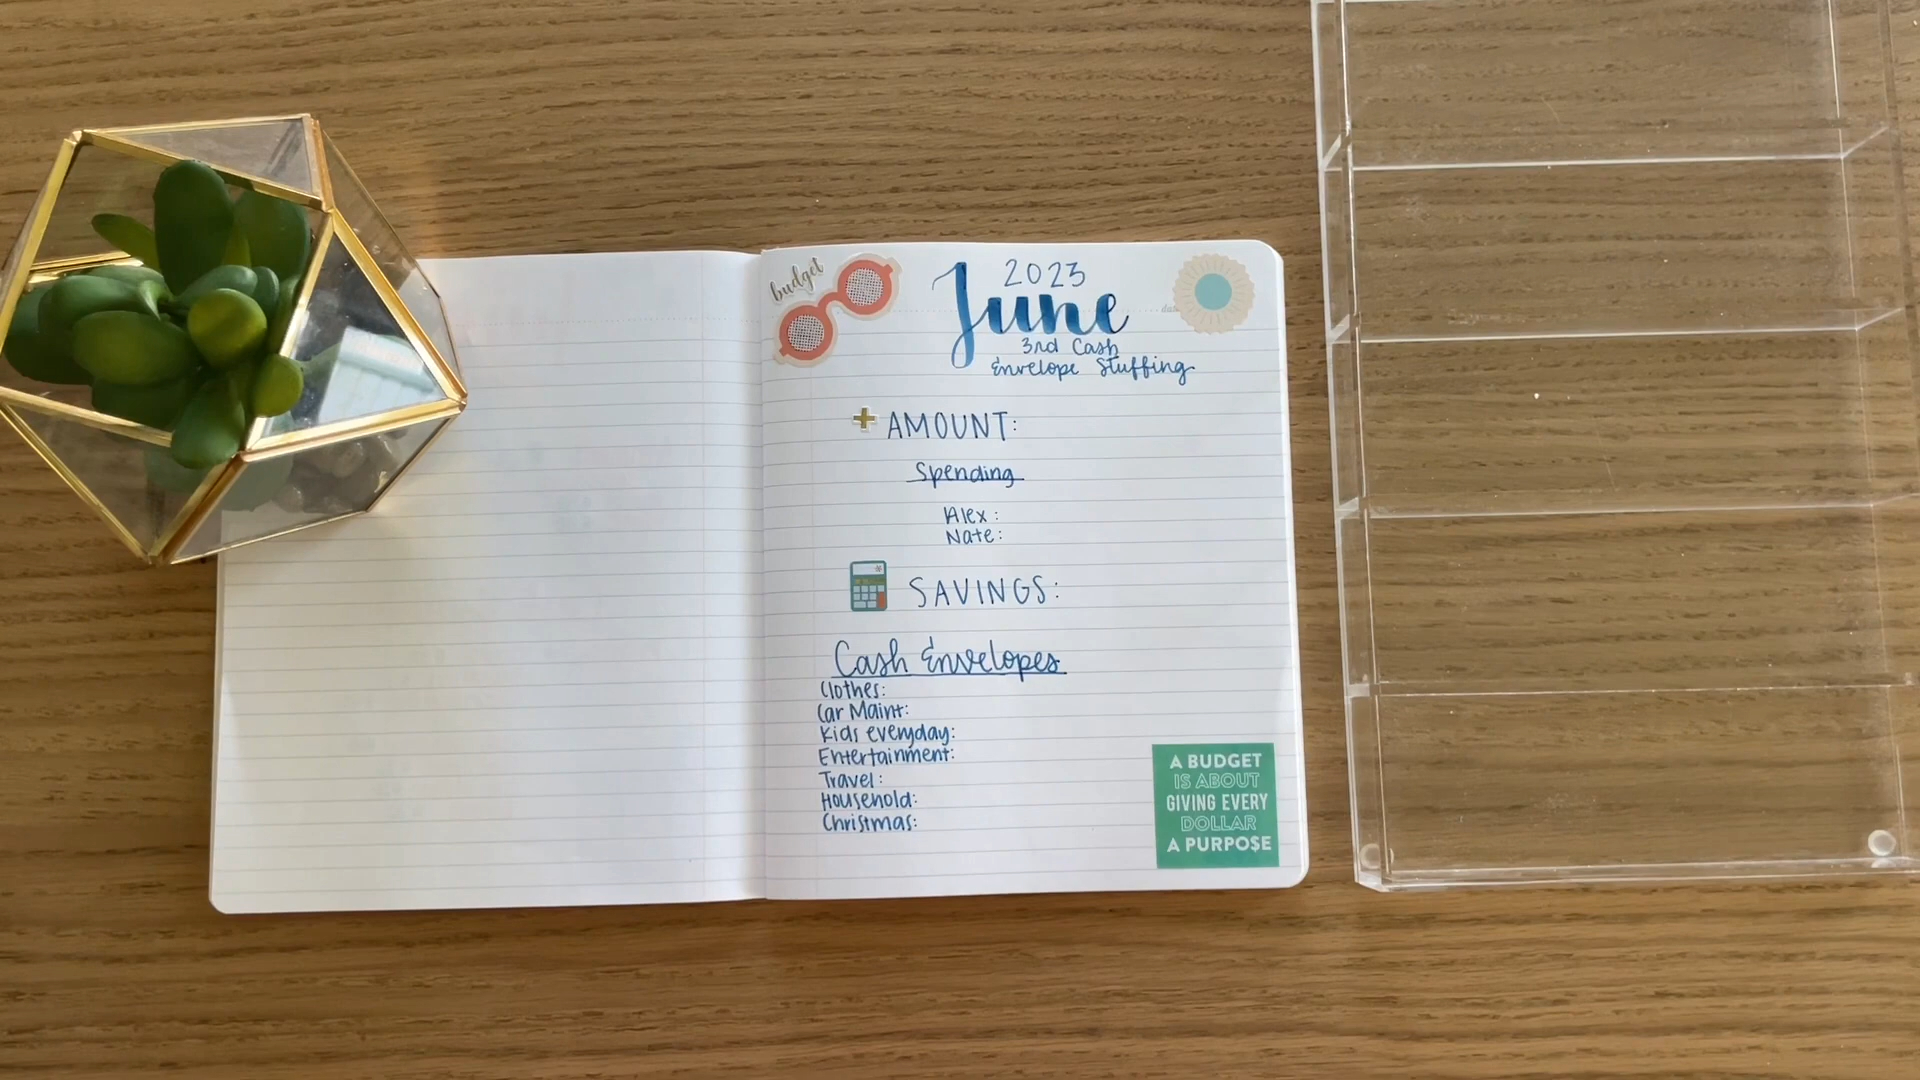 budget
2023
June
3rd Cash
Envelope Stuffing
AMOUNT:
Spending
Alex:
Nate:
SAVINGS:
Cash Envelopes
Clothes:
Car Maint:
Kids everyday:
Entertainment:
Travel:
Household:
Christmas:
A BUDGET
IS ABOUT
GIVING EVERY
DOLLAR
A PURPO$E